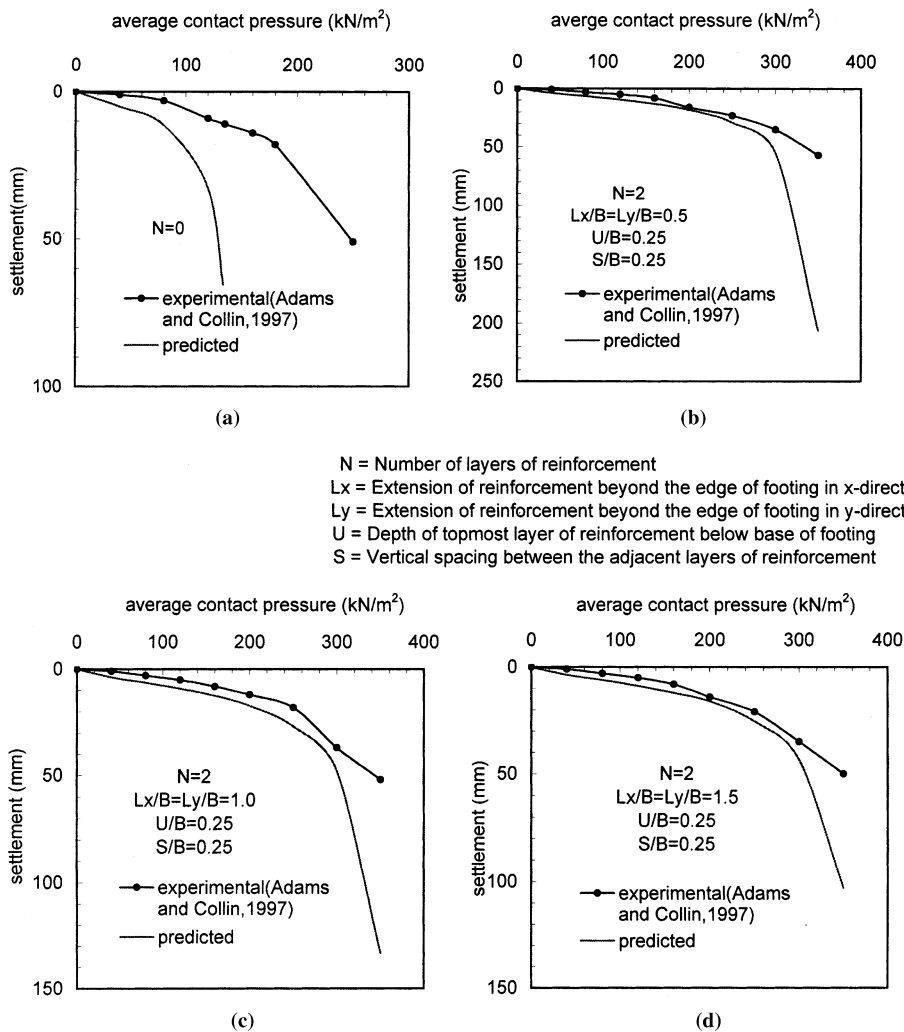 average contact pressure (kN/m²)
0 100 200 300
0
50
100
settlement(mm)
N=0
experimental(Adams
and Collin,1997)
predicted
(a)
averge contact pressure (kN/m²)
0 100 200 300 400
0
50
100
150
200
250
settlement (mm)
N=2
Lx/B=Ly/B=0.5
U/B=0.25
S/B=0.25
experimental(Adams
and Collin,1997)
predicted
(b)
N = Number of layers of reinforcement
Lx = Extension of reinforcement beyond the edge of footing in x-direct
Ly = Extension of reinforcement beyond the edge of footing in y-direct
U = Depth of topmost layer of reinforcement below base of footing
S = Vertical spacing between the adjacent layers of reinforcement
average contact pressure (kN/m²)
0 100 200 300 400
0
50
100
150
settlement (mm)
N=2
Lx/B=Ly/B=1.0
U/B=0.25
S/B=0.25
experimental(Adams
and Collin,1997)
predicted
(c)
average contact pressure (kN/m²)
0 100 200 300 400
0
50
100
150
settlement (mm)
N=2
Lx/B=Ly/B=1.5
U/B=0.25
S/B=0.25
experimental(Adams
and Collin,1997)
predicted
(d)